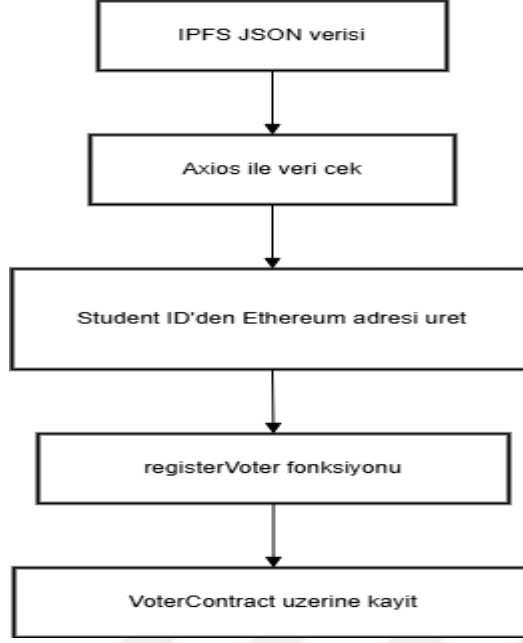 IPFS JSON verisi
Axios ile veri cek
Student ID'den Ethereum adresi uret
registerVoter fonksiyonu
VoterContract uzerine kayit